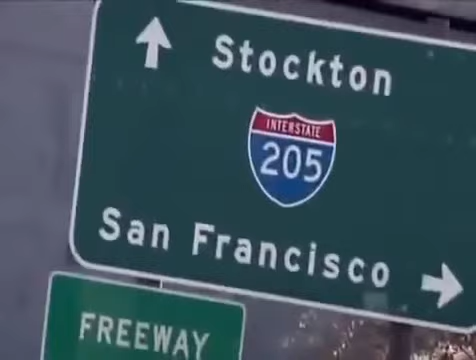 Stockton
INTERSTATE
205
San Francisco
FREEWAY